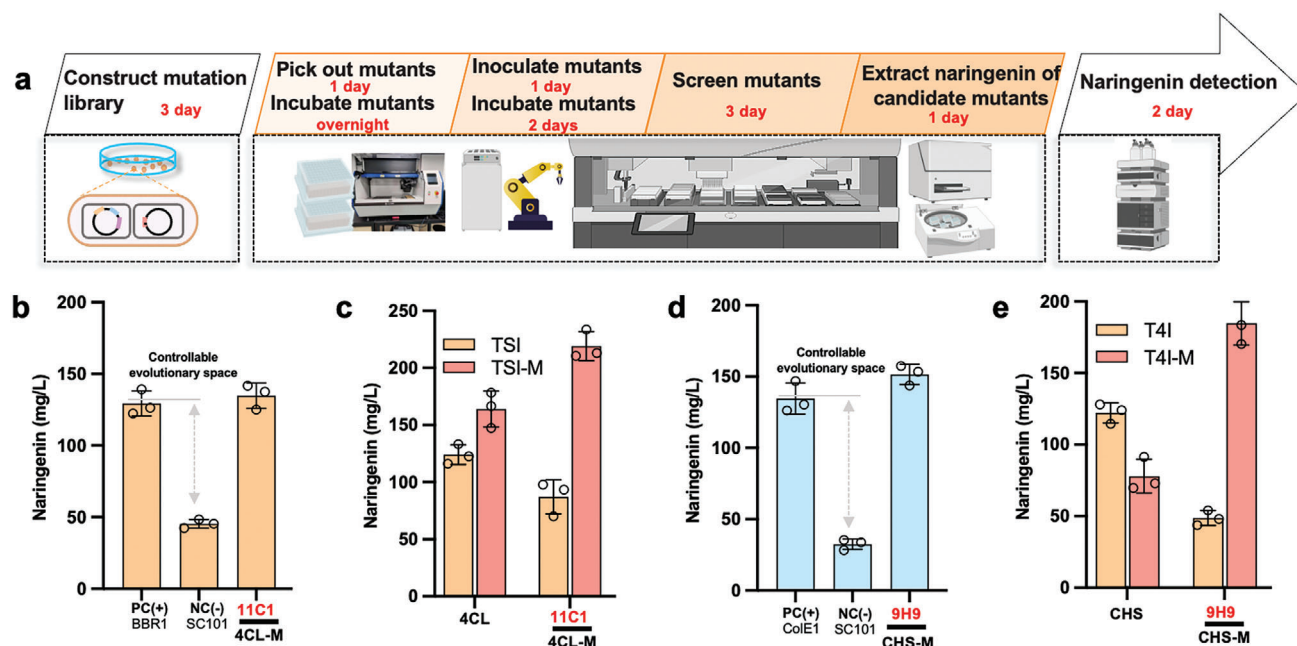 a
Construct mutation
library 3 day
Pick out mutants
1 day
Incubate mutants
overnight
Inoculate mutants
1 day
Incubate mutants
2 days
Screen mutants
3 day
Extract naringenin of
candidate mutants
1 day
Naringenin detection
2 day
b
Naringenin (mg/L)
200
150
100
50
0
Controllable
evolutionary space
PC(+)
BBR1
NC(-)
SC101
11C1
4CL-M
c
Naringenin (mg/L)
250
200
150
100
50
0
TSI
TSI-M
4CL
11C1
4CL-M
d
Naringenin (mg/L)
200
150
100
50
0
Controllable
evolutionary space
PC(+)
ColE1
NC(-)
SC101
9H9
CHS-M
e
Naringenin (mg/L)
200
150
100
50
0
T4I
T4I-M
CHS
9H9
CHS-M